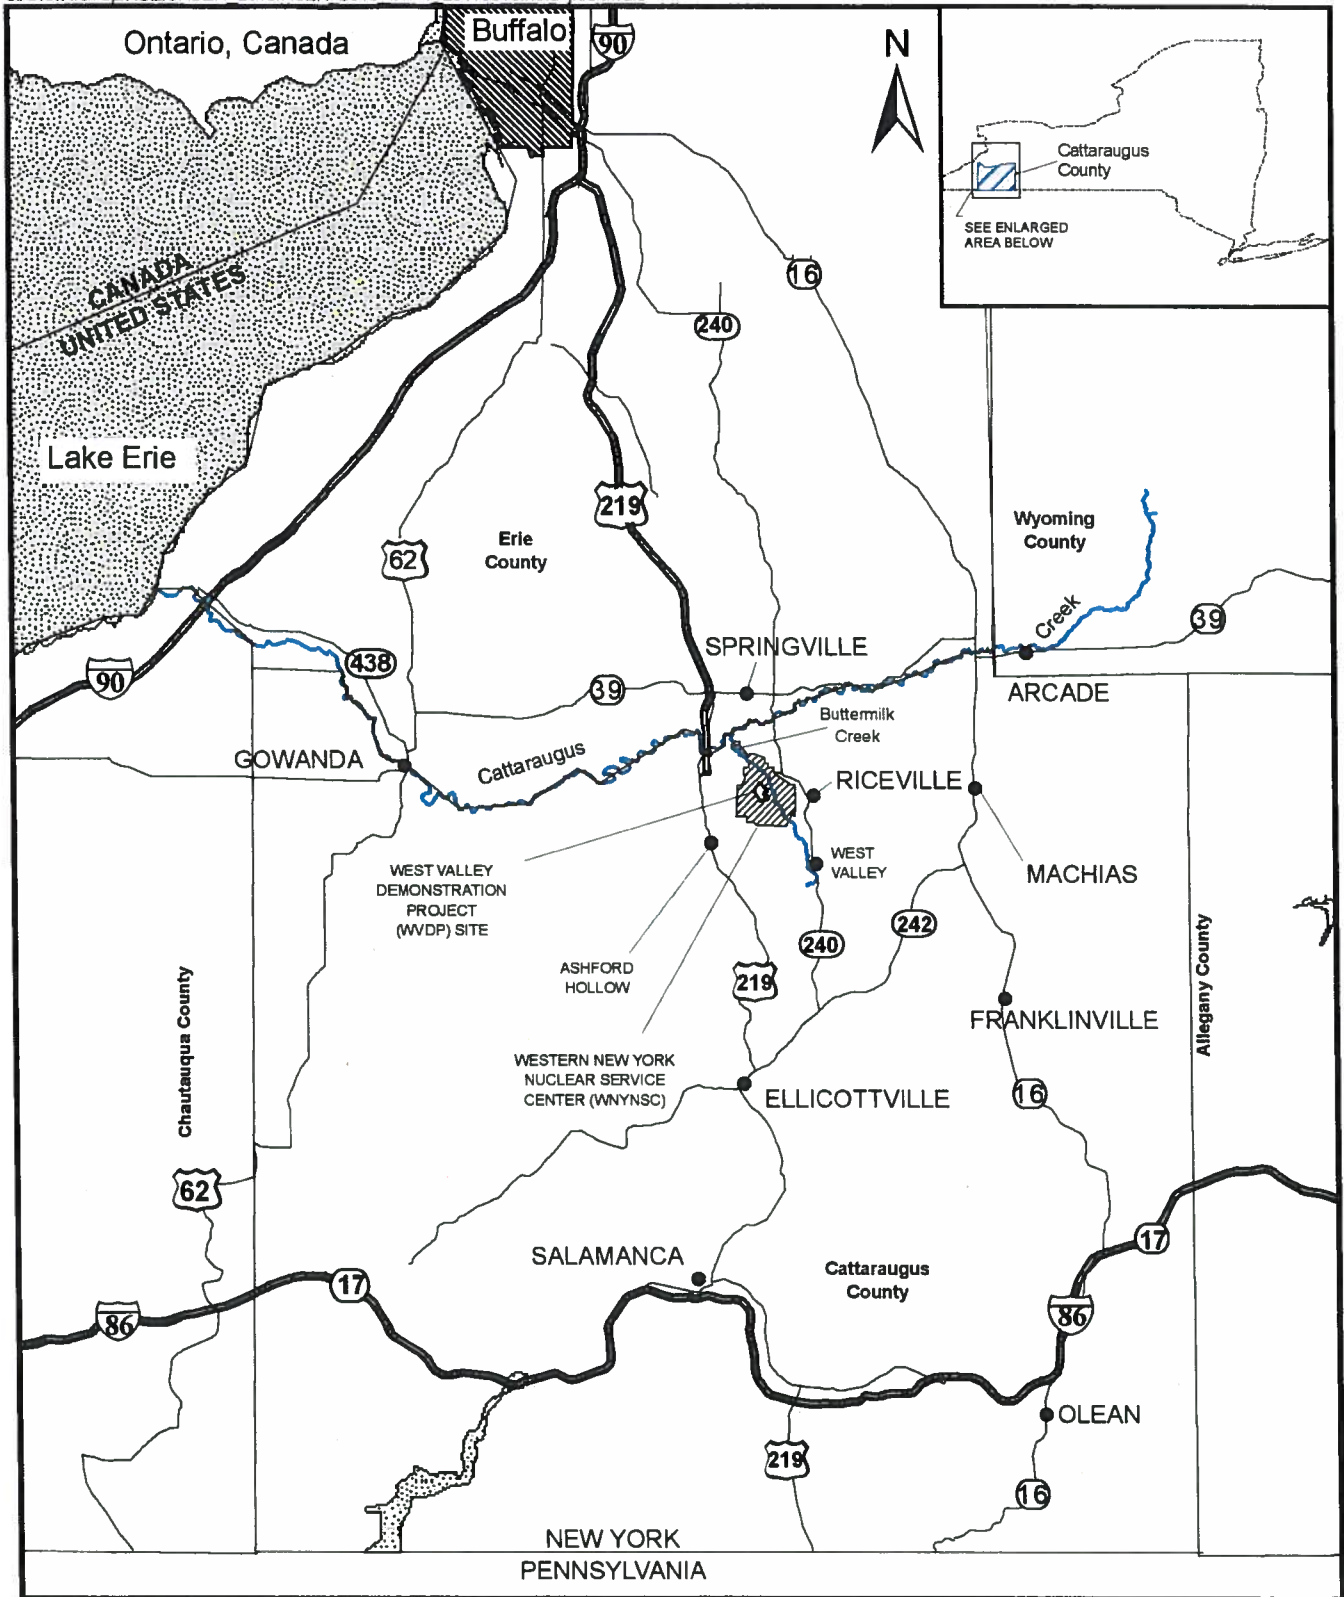 Ontario, Canada
Buffalo
90
N
Cattaraugus
County
SEE ENLARGED
AREA BELOW
CANADA
UNITED STATES
16
240
Lake Erie
219
62
Erie
County
Wyoming
County
Creek
39
438
90
SPRINGVILLE
39
ARCADE
Buttermilk
Creek
GOWANDA
Cattaraugus
RICEVILLE
WEST
VALLEY
MACHIAS
WEST VALLEY
DEMONSTRATION
PROJECT
(WVDP) SITE
242
240
ASHFORD
HOLLOW
219
Chautauqua County
Allegany County
FRANKLINVILLE
WESTERN NEW YORK
NUCLEAR SERVICE
CENTER (WNYNSC)
ELLICOTTVILLE
16
62
SALAMANCA
Cattaraugus
County
17
17
86
86
OLEAN
219
16
NEW YORK
PENNSYLVANIA